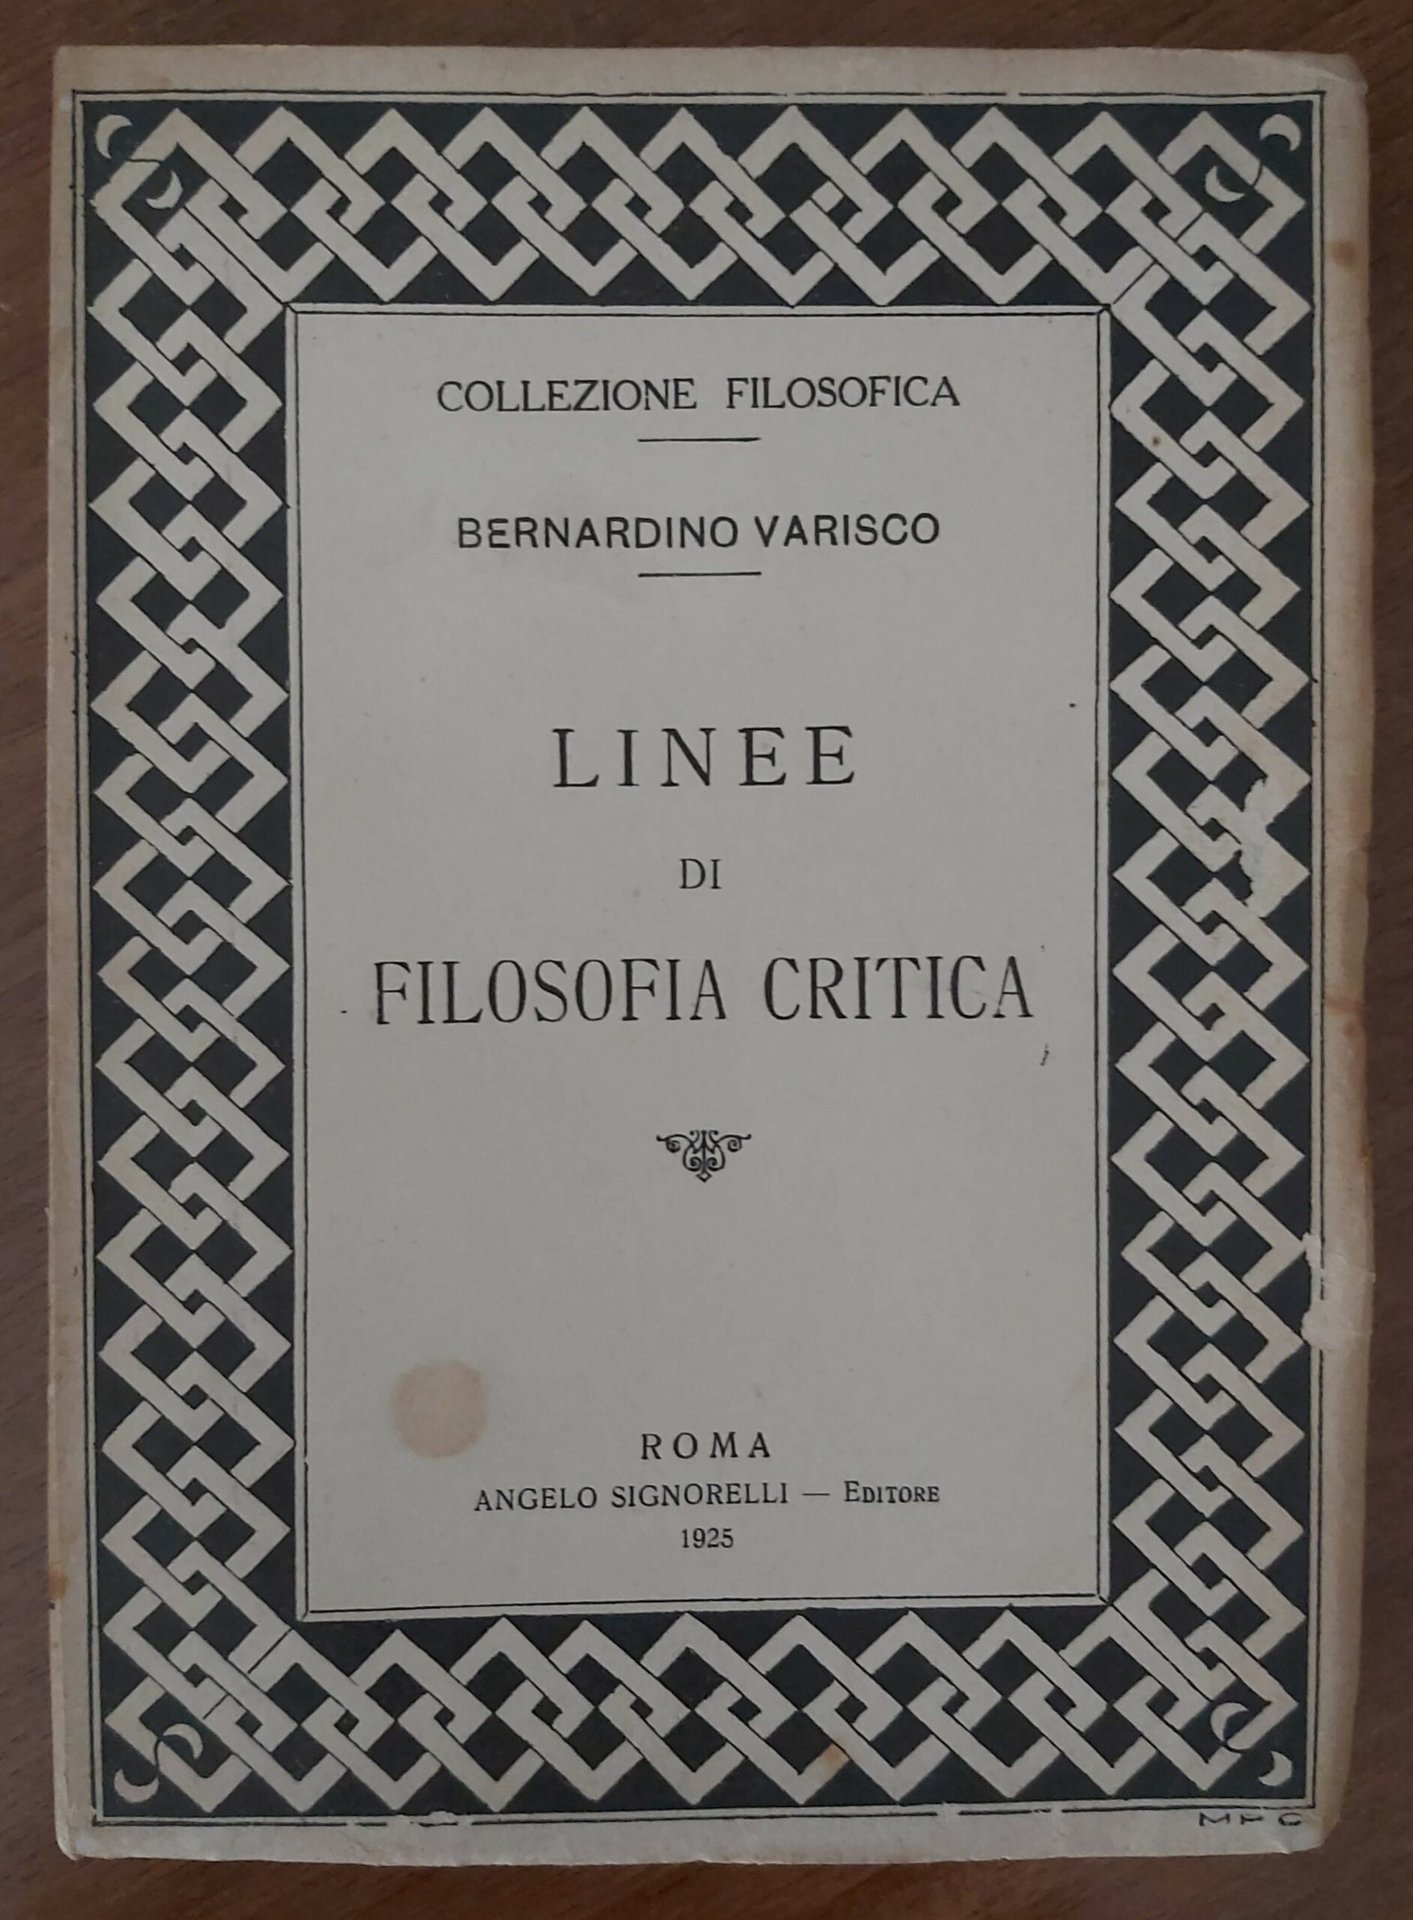 COLLEZIONE FILOSOFICA
BERNARDINO VARISCO
LINEE
DI
FILOSOFIA CRITICA
ROMA
ANGELO SIGNORELLI — EDITORE
1925